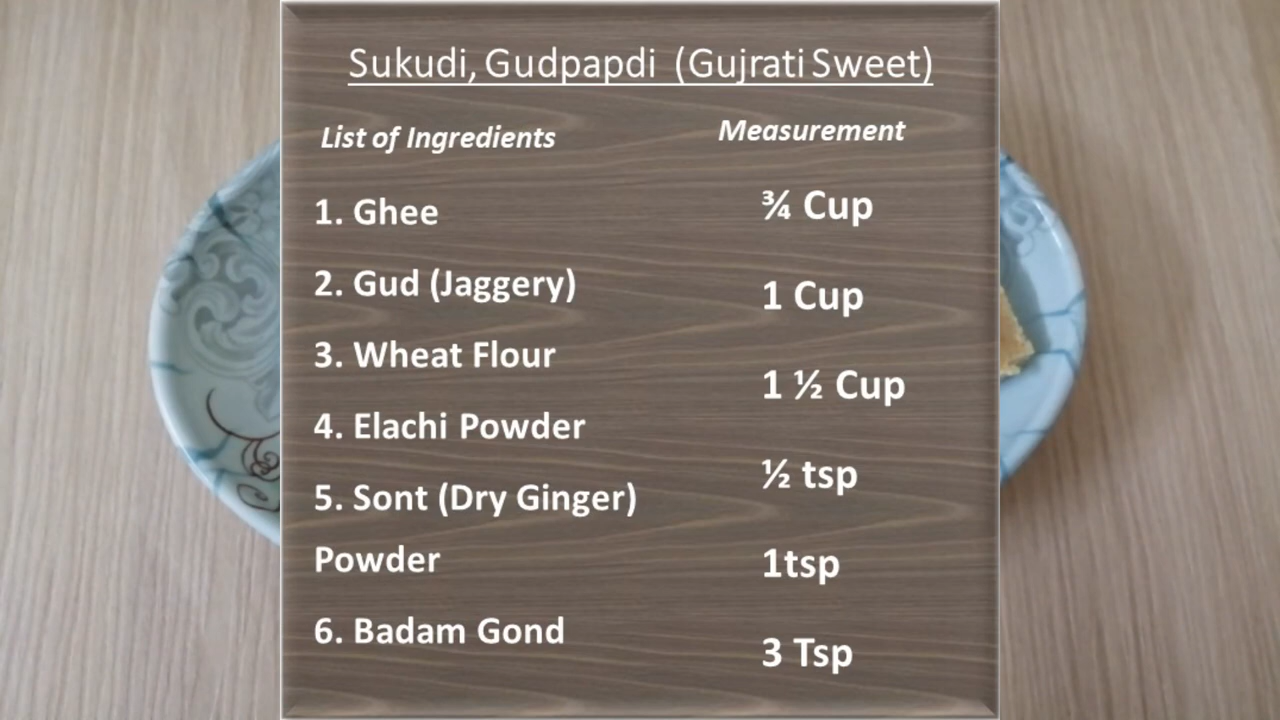 Sukudi, Gudpapdi (Gujrati Sweet)
List of Ingredients Measurement
1. Ghee ¾ Cup
2. Gud (Jaggery) 1 Cup
3. Wheat Flour 1 ½ Cup
4. Elachi Powder ½ tsp
5. Sont (Dry Ginger)
Powder 1tsp
6. Badam Gond 3 Tsp